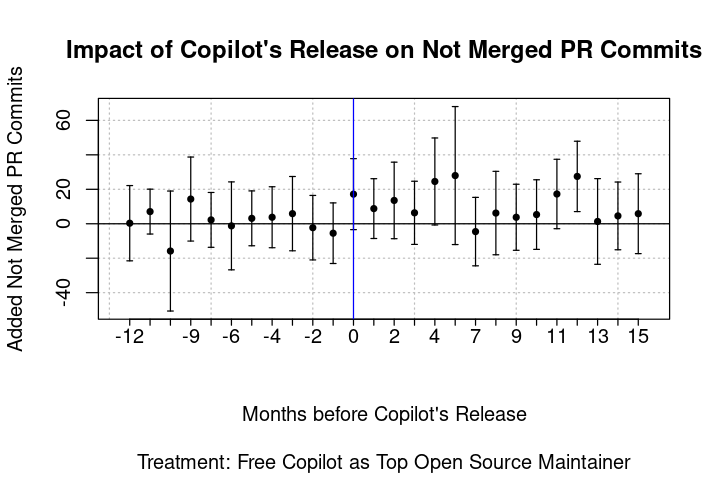 Impact of Copilot's Release on Not Merged PR Commits
Added Not Merged PR Commits
60
20
0
-40
-12 -9 -6 -4 -2 0 2 4 7 9 11 13 15
Months before Copilot's Release
Treatment: Free Copilot as Top Open Source Maintainer